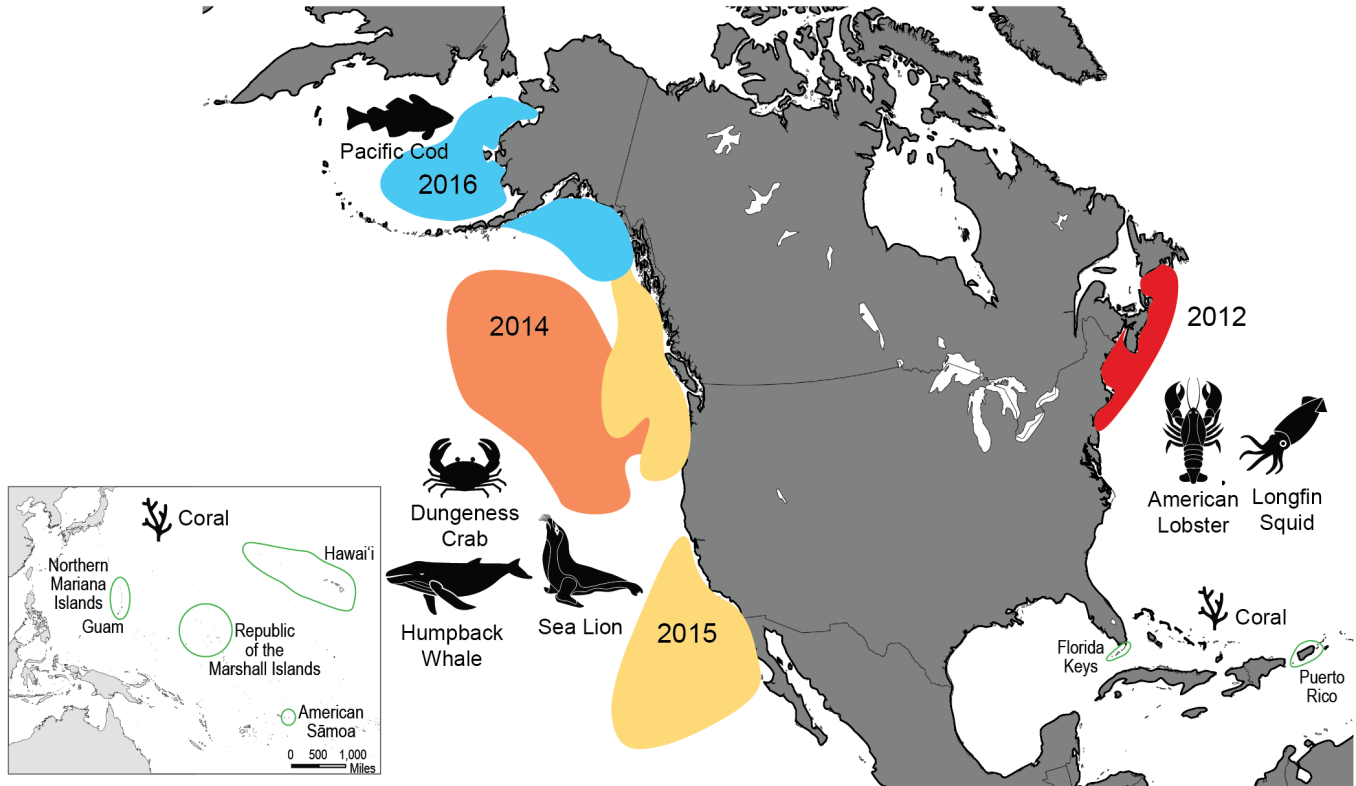 Pacific Cod
2016
2014
2012
American
Lobster
Longfin
Squid
Dungeness
Crab
Humpback
Whale
Sea Lion
2015
Coral
Florida
Keys
Puerto
Rico
Coral
Hawaiʻi
Northern
Mariana
Islands
Guam
Republic
of the
Marshall Islands
American
Sāmoa
0 500 1,000
Miles